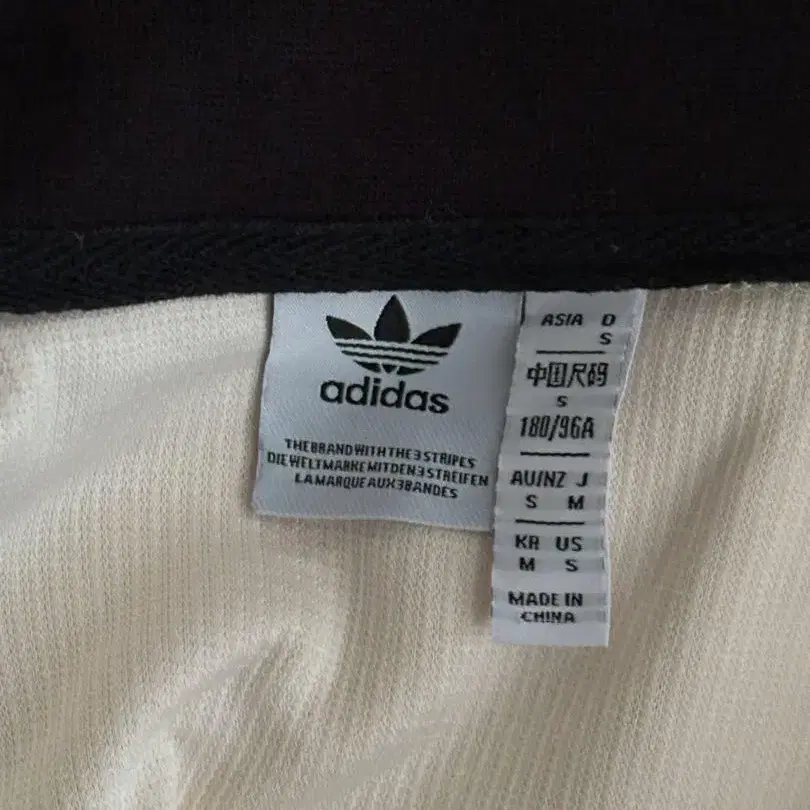 adidas
THE BRAND WITH THE 3 STRIPES
DIE WELTMARKE MIT DEN 3 STREIFEN
LA MARQUE AUX 3 BANDES
ASIA D
S
中国尺码
S
180/96A
AU/NZ J
S M
KR US
M S
MADE IN
CHINA